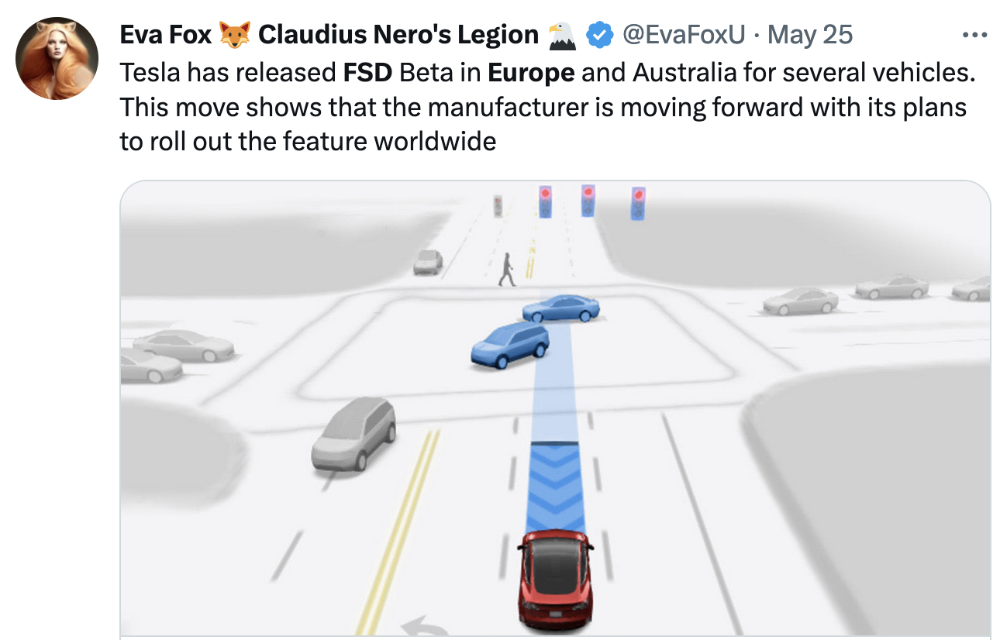 Eva Fox 🦊 Claudius Nero's Legion 🦅 @EvaFoxU · May 25
Tesla has released FSD Beta in Europe and Australia for several vehicles.
This move shows that the manufacturer is moving forward with its plans
to roll out the feature worldwide